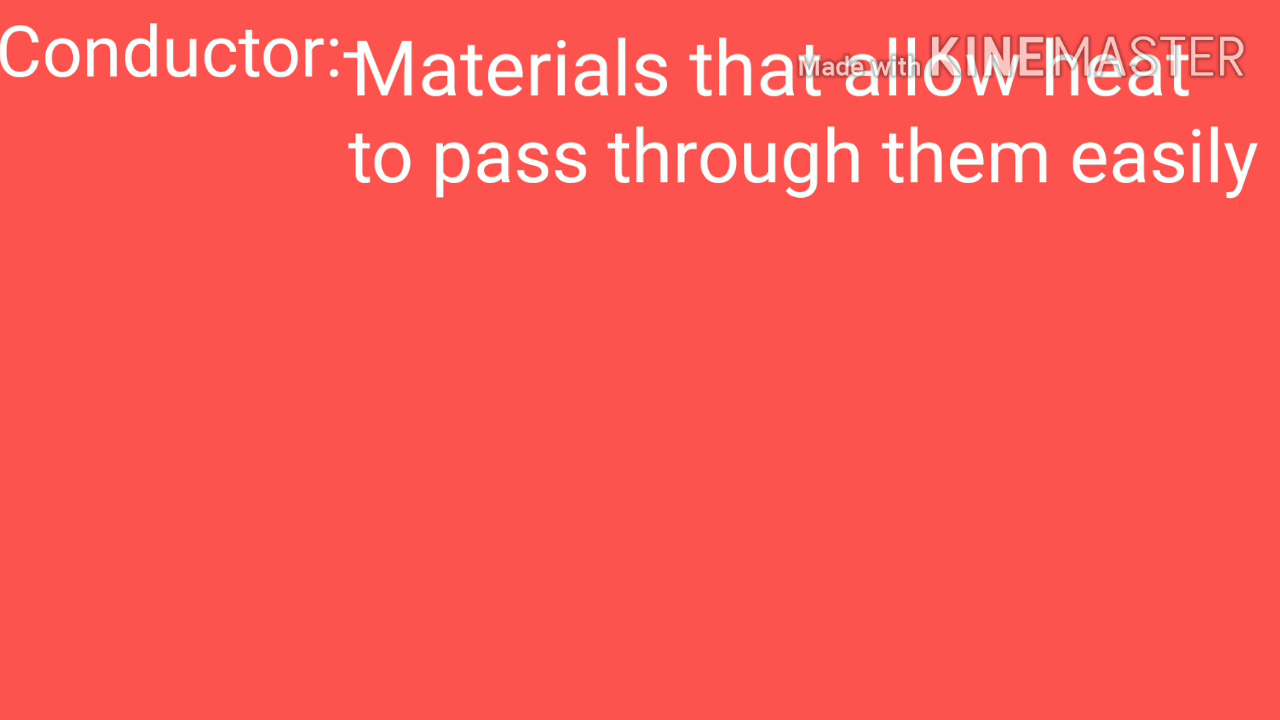 Conductor:-
Materials that allow heat
to pass through them easily
Made with KINEMASTER